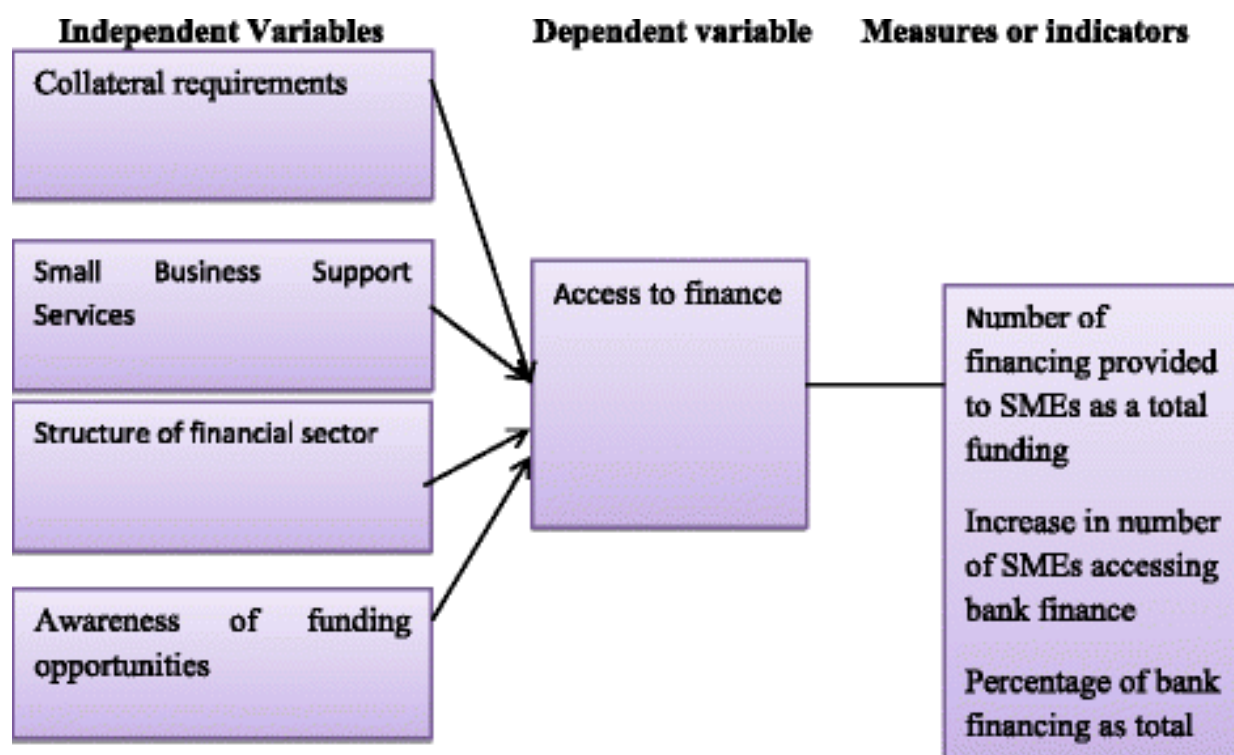 Independent Variables
Dependent variable
Measures or indicators
Collateral requirements
Small Business Support
Services
Structure of financial sector
Awareness of funding
opportunities
Access to finance
Number of
financing provided
to SMEs as a total
funding
Increase in number
of SMEs accessing
bank finance
Percentage of bank
financing as total